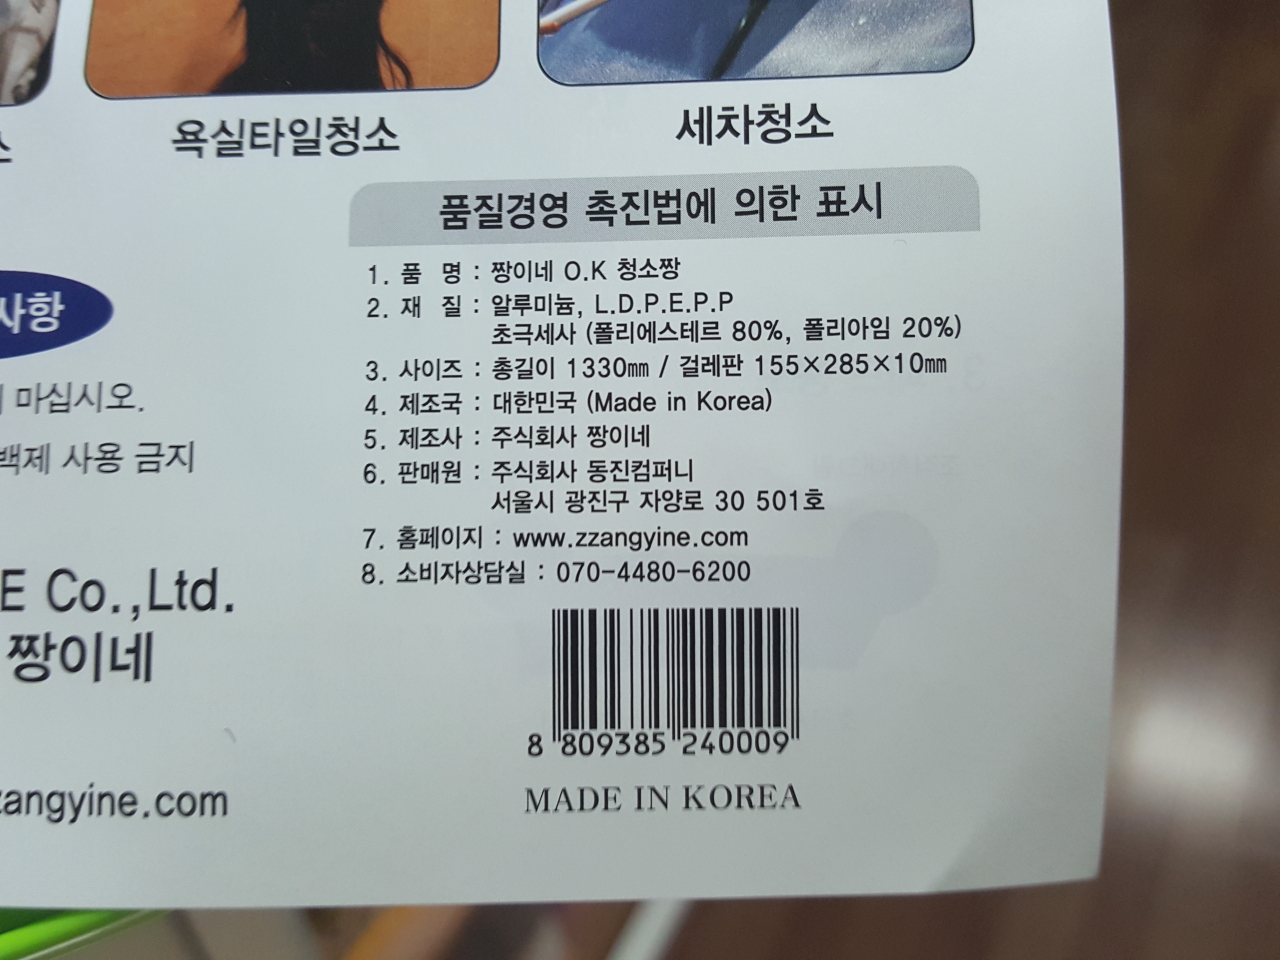 욕실타일청소
세차청소
품질경영 촉진법에 의한 표시
1. 품 명 : 짱이네 O.K 청소짱
2. 재 질 : 알루미늄, L.D.P.E.P.P
초극세사 (폴리에스테르 80%, 폴리아임 20%)
3. 사이즈 : 총길이 1330㎜ / 걸레판 155×285×10㎜
4. 제조국 : 대한민국 (Made in Korea)
5. 제조사 : 주식회사 짱이네
6. 판매원 : 주식회사 동진컴퍼니
서울시 광진구 자양로 30 501호
7. 홈페이지 : www.zzangyine.com
8. 소비자상담실 : 070-4480-6200
8 809385 240009
MADE IN KOREA
사항
마십시오.
백제 사용 금지
E Co.,Ltd.
짱이네
zangyine.com